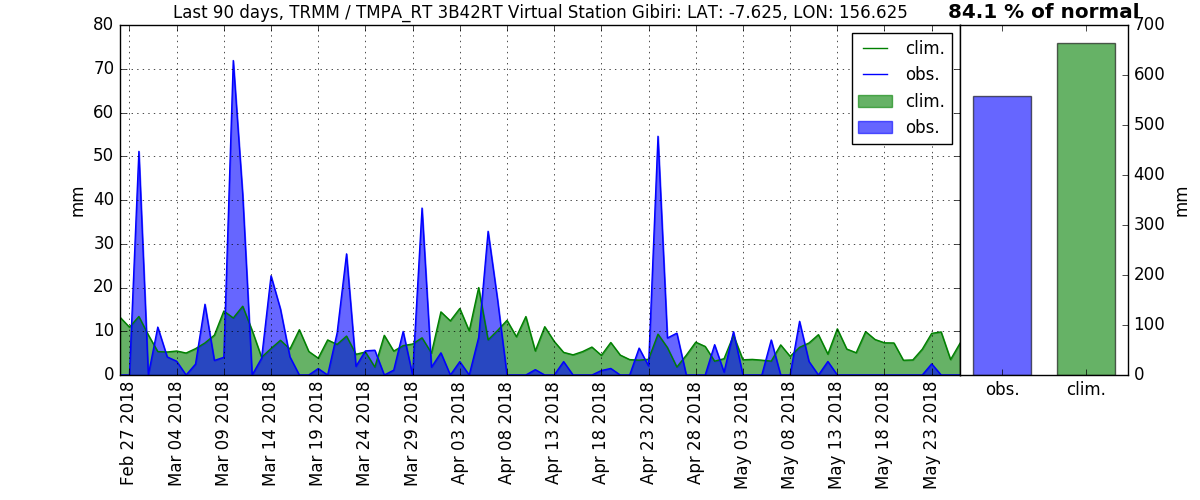 Last 90 days, TRMM / TMPA_RT 3B42RT Virtual Station Gibiri: LAT: -7.625, LON: 156.625
84.1 % of normal
80
70
60
50
40
30
20
10
0
mm
clim.
obs.
clim.
obs.
Feb 27 2018
Mar 04 2018
Mar 09 2018
Mar 14 2018
Mar 19 2018
Mar 24 2018
Mar 29 2018
Apr 03 2018
Apr 08 2018
Apr 13 2018
Apr 18 2018
Apr 23 2018
Apr 28 2018
May 03 2018
May 08 2018
May 13 2018
May 18 2018
May 23 2018
700
600
500
400
300
200
100
0
mm
obs.
clim.